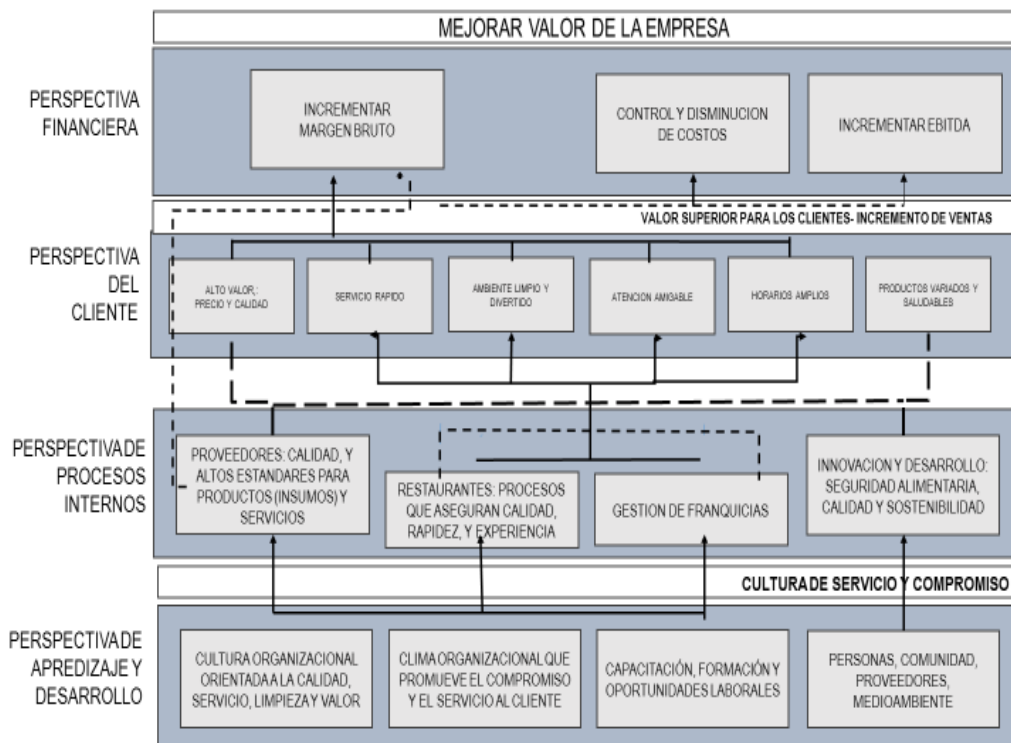 MEJORAR VALOR DE LA EMPRESA
PERSPECTIVA
FINANCIERA
INCREMENTAR
MARGEN BRUTO
CONTROL Y DISMINUCION
DE COSTOS
INCREMENTAR EBITDA
VALOR SUPERIOR PARA LOS CLIENTES- INCREMENTO DE VENTAS
PERSPECTIVA
DEL
CLIENTE
ALTO VALOR,:
PRECIO Y CALIDAD
SERVICIO RAPIDO
AMBIENTE LIMPIO Y
DIVERTIDO
ATENCION AMIGABLE
HORARIOS AMPLIOS
PRODUCTOS VARIADOS Y
SALUDABLES
PERSPECTIVA DE
PROCESOS
INTERNOS
PROVEEDORES: CALIDAD, Y
ALTOS ESTANDARES PARA
PRODUCTOS (INSUMOS) Y
SERVICIOS
RESTAURANTES: PROCESOS
QUE ASEGURAN CALIDAD,
RAPIDEZ, Y EXPERIENCIA
GESTION DE FRANQUICIAS
INNOVACION Y DESARROLLO:
SEGURIDAD ALIMENTARIA,
CALIDAD Y SOSTENIBILIDAD
CULTURA DE SERVICIO Y COMPROMISO
PERSPECTIVA DE
APREDIZAJE Y
DESARROLLO
CULTURA ORGANIZACIONAL
ORIENTADA A LA CALIDAD,
SERVICIO, LIMPIEZA Y VALOR
CLIMA ORGANIZACIONAL QUE
PROMUEVE EL COMPROMISO
Y EL SERVICIO AL CLIENTE
CAPACITACIÓN, FORMACIÓN Y
OPORTUNIDADES LABORALES
PERSONAS, COMUNIDAD,
PROVEEDORES,
MEDIOAMBIENTE